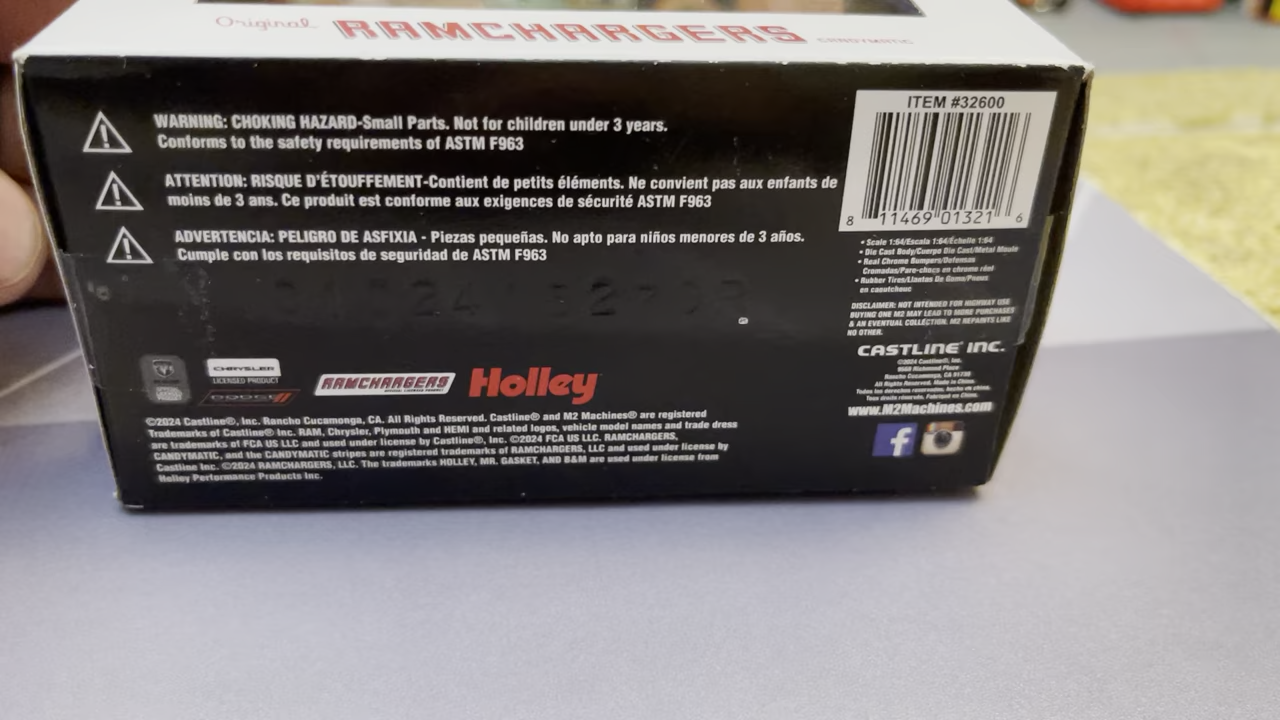 Original RAMCHARGERS CANDYMATIC
WARNING: CHOKING HAZARD-Small Parts. Not for children under 3 years.
Conforms to the safety requirements of ASTM F963
ATTENTION: RISQUE D'ÉTOUFFEMENT-Contient de petits éléments. Ne convient pas aux enfants de
moins de 3 ans. Ce produit est conforme aux exigences de sécurité ASTM F963
ADVERTENCIA: PELIGRO DE ASFIXIA - Piezas pequeñas. No apto para niños menores de 3 años.
Cumple con los requisitos de seguridad de ASTM F963
CHRYSLER
LICENSED PRODUCT
DODGE
RAMCHARGERS
Holley
©2024 Castline®, Inc. Rancho Cucamonga, CA. All Rights Reserved. Castline® and M2 Machines® are registered
Trademarks of Castline® Inc. RAM, Chrysler, Plymouth and HEMI and related logos, vehicle model names and trade dress
are trademarks of FCA US LLC and used under license by Castline®, Inc. ©2024 FCA US LLC. RAMCHARGERS,
CANDYMATIC, and the CANDYMATIC stripes are registered trademarks of RAMCHARGERS, LLC and used under license by
Castline Inc. ©2024 RAMCHARGERS, LLC. The trademarks HOLLEY, MR. GASKET, AND B&M are used under license from
Holley Performance Products Inc.
ITEM #32600
8 11469 01321 6
• Scale 1:64/Escala 1:64/Échelle 1:64
• Die Cast Body/Cuerpo Die Cast/Metal Moule
• Real Chrome Bumpers/Defensas
Cromadas/Pare-chocs en chrome réel
• Rubber Tires/Llantas De Goma/Pneus
en caoutchouc
DISCLAIMER: NOT INTENDED FOR HIGHWAY USE
BUYING ONE M2 MAY LEAD TO MORE PURCHASES
& AN EVENTUAL COLLECTION. M2 REPAINTS LIKE
NO OTHER.
CASTLINE® INC.
©2024 Castline®, Inc.
Richmond Place
Rancho Cucamonga, CA 91730
All Rights Reserved. Made in China.
Todos los derechos reservados, hecho en china.
Tous droits réservés. Fabriqué en Chine.
www.M2Machines.com